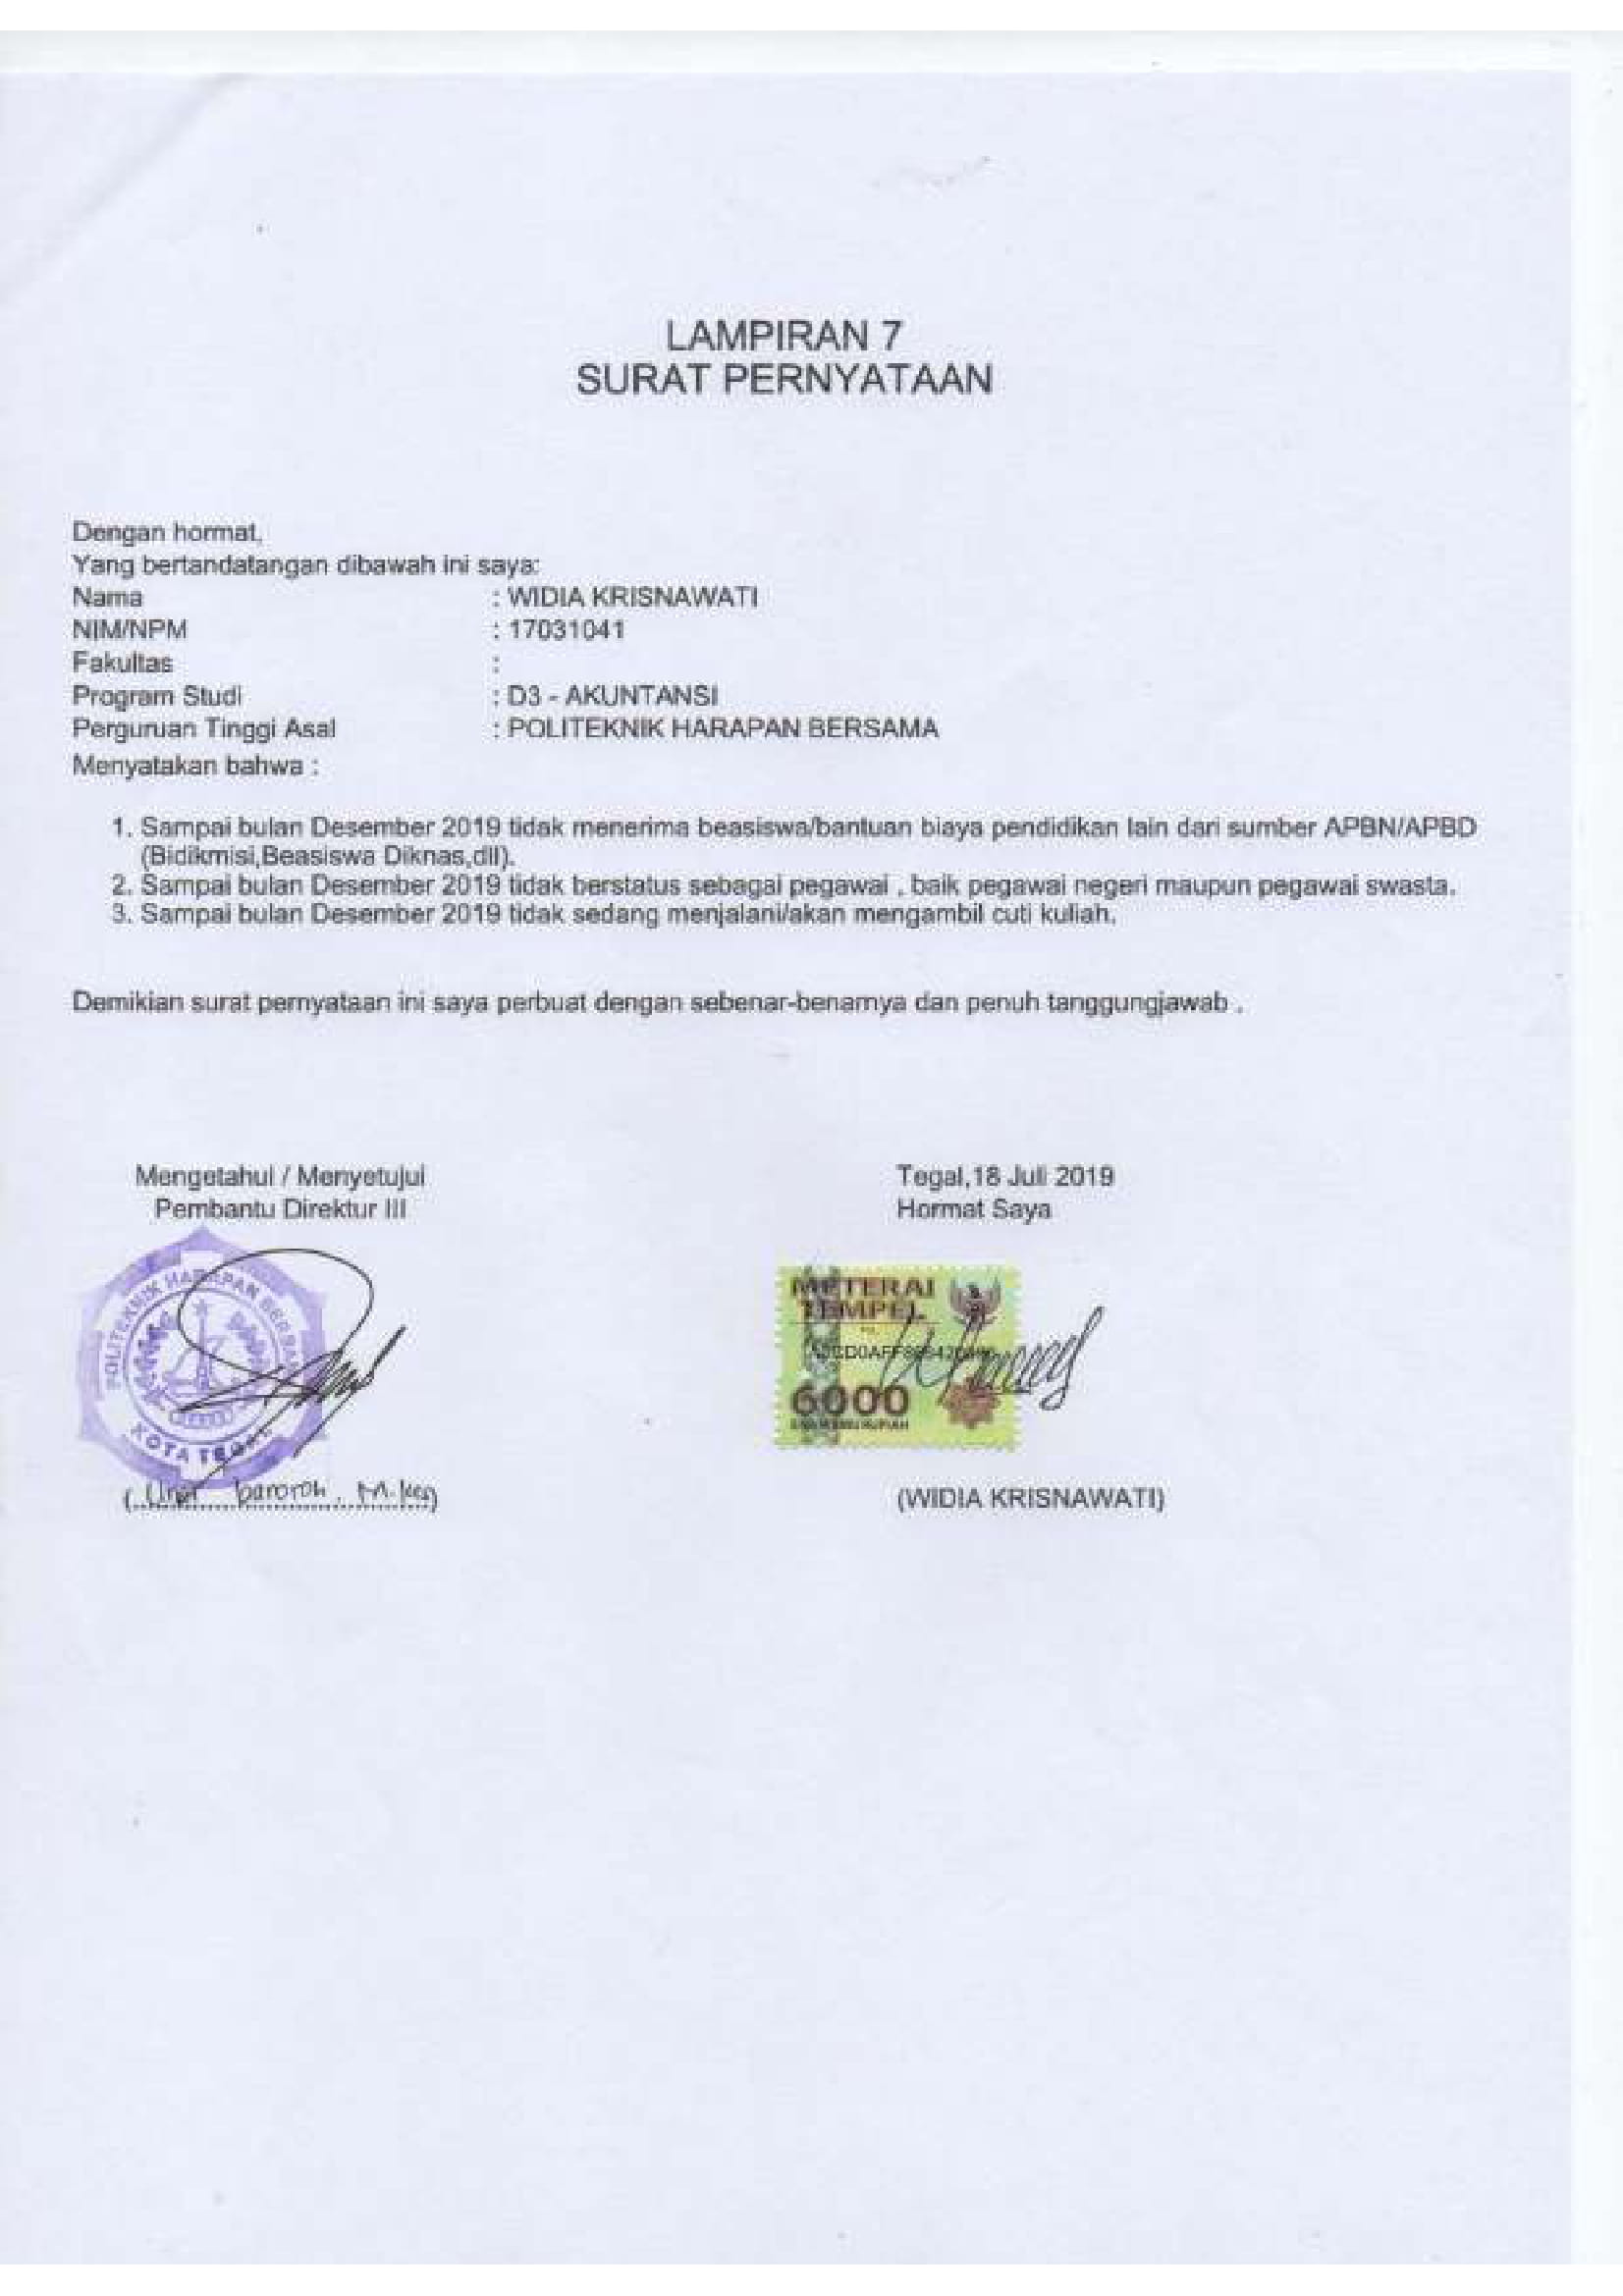 LAMPIRAN 7
SURAT PERNYATAAN
Dengan hormat,
Yang bertandatangan dibawah ini saya:
Nama : WIDIA KRISNAWATI
NIM/NPM : 17031041
Fakultas :
Program Studi : D3 - AKUNTANSI
Perguruan Tinggi Asal : POLITEKNIK HARAPAN BERSAMA
Menyatakan bahwa :
1. Sampai bulan Desember 2019 tidak menerima beasiswa/bantuan biaya pendidikan lain dari sumber APBN/APBD
(Bidikmisi,Beasiswa Diknas,dll).
2. Sampai bulan Desember 2019 tidak berstatus sebagai pegawai , baik pegawai negeri maupun pegawai swasta.
3. Sampai bulan Desember 2019 tidak sedang menjalani/akan mengambil cuti kuliah.
Demikian surat pernyataan ini saya perbuat dengan sebenar-benarnya dan penuh tanggungjawab .
Mengetahui / Menyetujui
Pembantu Direktur III
Tegal,18 Juli 2019
Hormat Saya
POLITEKNIK HARAPAN BERSAMA
KOTA TEGAL
METERAI
TEMPEL
6000
ENAM RIBU RUPIAH
baroroh, M.Kes)
(WIDIA KRISNAWATI)